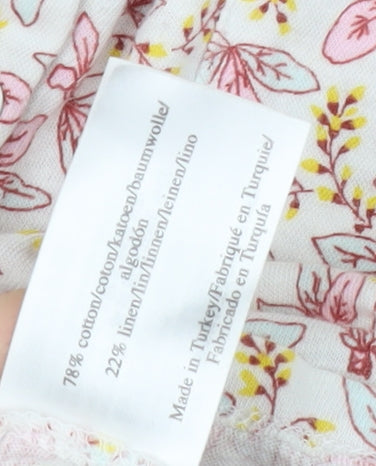 78% cotton/coton/katoen/baumwolle/
algodón
22% linen/lin/linnen/leinen/lino
Made in Turkey/Fabriqué en Turquie/
Fabricado en Turquía